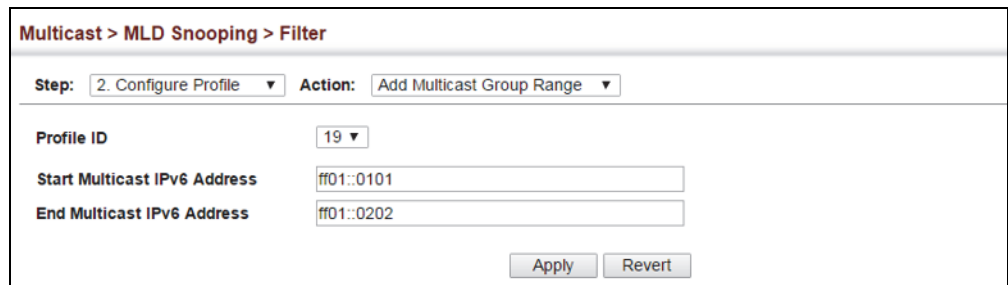 Multicast > MLD Snooping > Filter
Step: 2. Configure Profile Action: Add Multicast Group Range
Profile ID 19
Start Multicast IPv6 Address ff01::0101
End Multicast IPv6 Address ff01::0202
Apply Revert